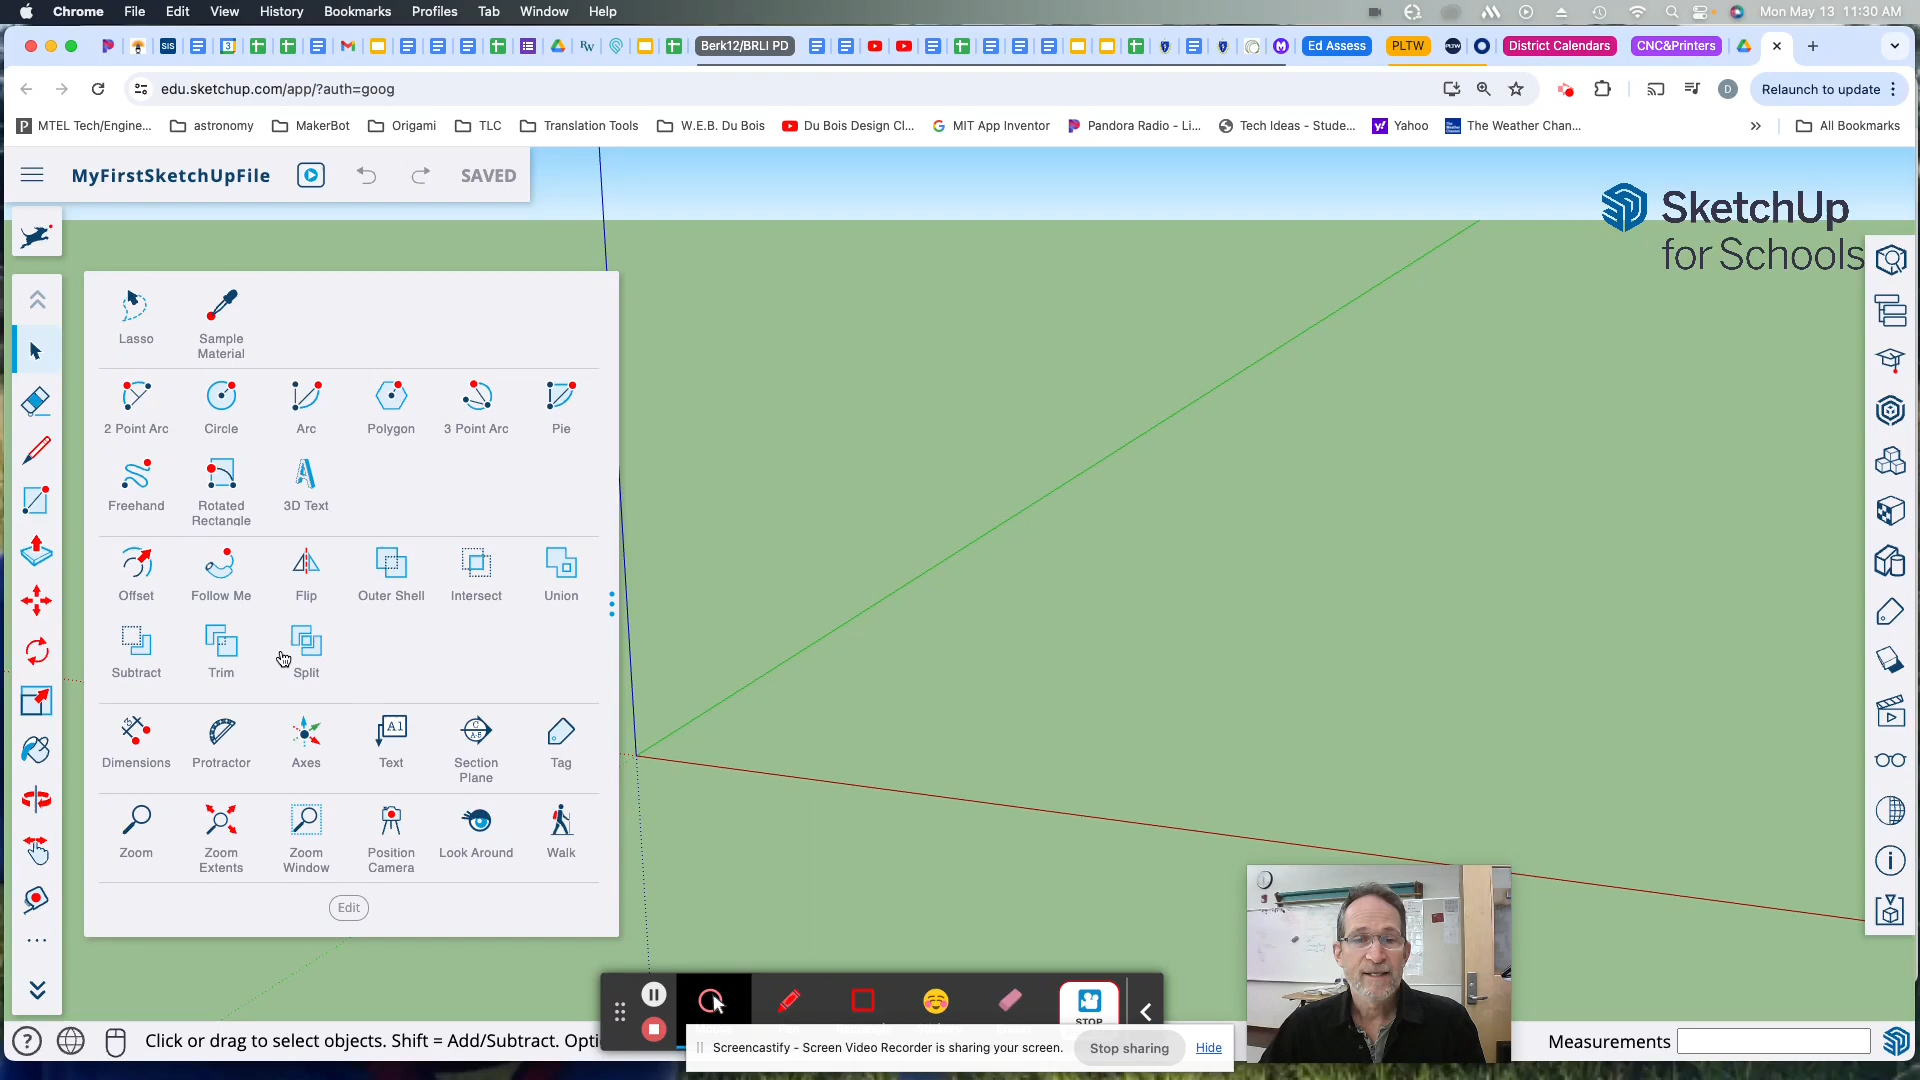 Chrome File Edit View History Bookmarks Profiles Tab Window Help Mon May 13 11:30 AM
SIS Berk12/BRLI PD Ed Assess PLTW District Calendars CNC&Printers
edu.sketchup.com/app/?auth=goog D Relaunch to update
MTEL Tech/Engine... astronomy MakerBot Origami TLC Translation Tools W.E.B. Du Bois Du Bois Design Cl... MIT App Inventor Pandora Radio - Li... Tech Ideas - Stude... Yahoo The Weather Chan... » All Bookmarks
MyFirstSketchUpFile SAVED
SketchUp
for Schools
Lasso Sample
Material
2 Point Arc Circle Arc Polygon 3 Point Arc Pie
Freehand Rotated
Rectangle 3D Text
Offset Follow Me Flip Outer Shell Intersect Union
Subtract Trim Split
A1
Dimensions Protractor Axes Text Section
Plane Tag
Zoom Zoom
Extents Zoom
Window Position
Camera Look Around Walk
Edit
STOP
Click or drag to select objects. Shift = Add/Subtract. Opti
Screencastify - Screen Video Recorder is sharing your screen. Stop sharing Hide
Measurements